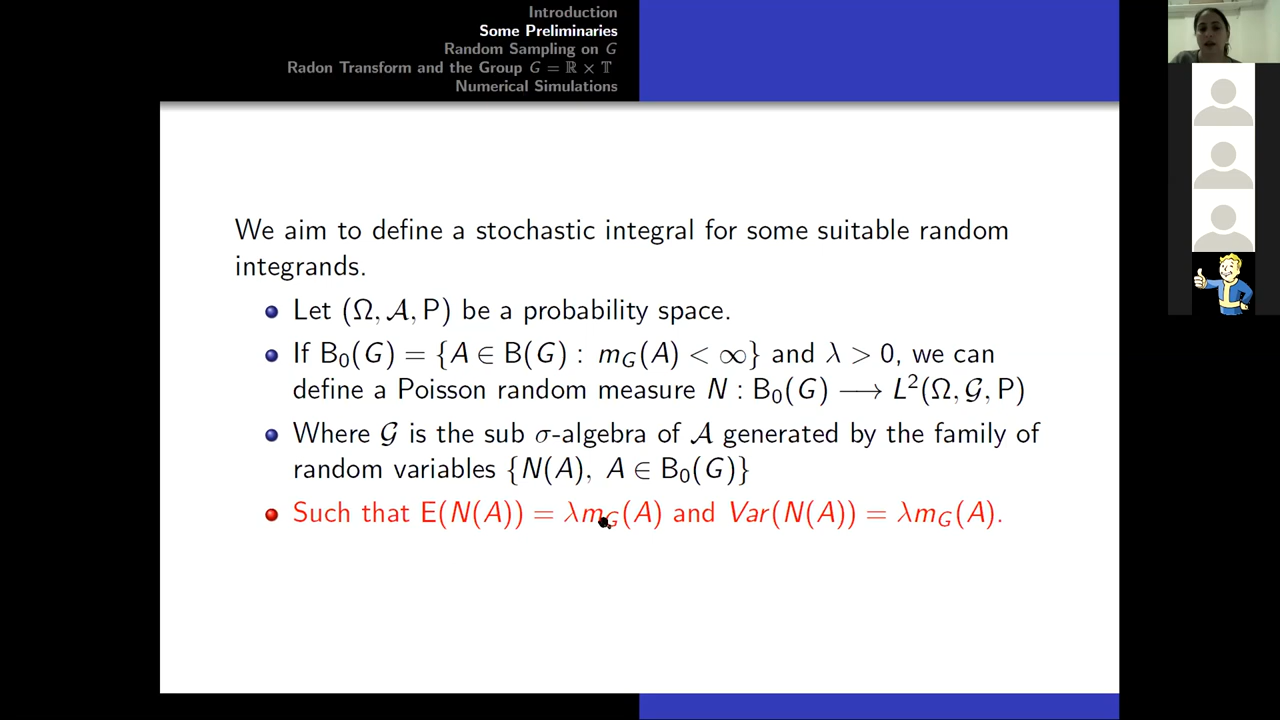 Introduction
Some Preliminaries
Random Sampling on G
Radon Transform and the Group G = ℝ × 𝕋
Numerical Simulations
We aim to define a stochastic integral for some suitable random
integrands.
Let (Ω, 𝒜, P) be a probability space.
If B₀(G) = {A ∈ B(G) : m_G(A) < ∞} and λ > 0, we can
define a Poisson random measure N : B₀(G) ⟶ L²(Ω, 𝒢, P)
Where 𝒢 is the sub σ-algebra of 𝒜 generated by the family of
random variables {N(A), A ∈ B₀(G)}
Such that E(N(A)) = λm_G(A) and Var(N(A)) = λm_G(A).